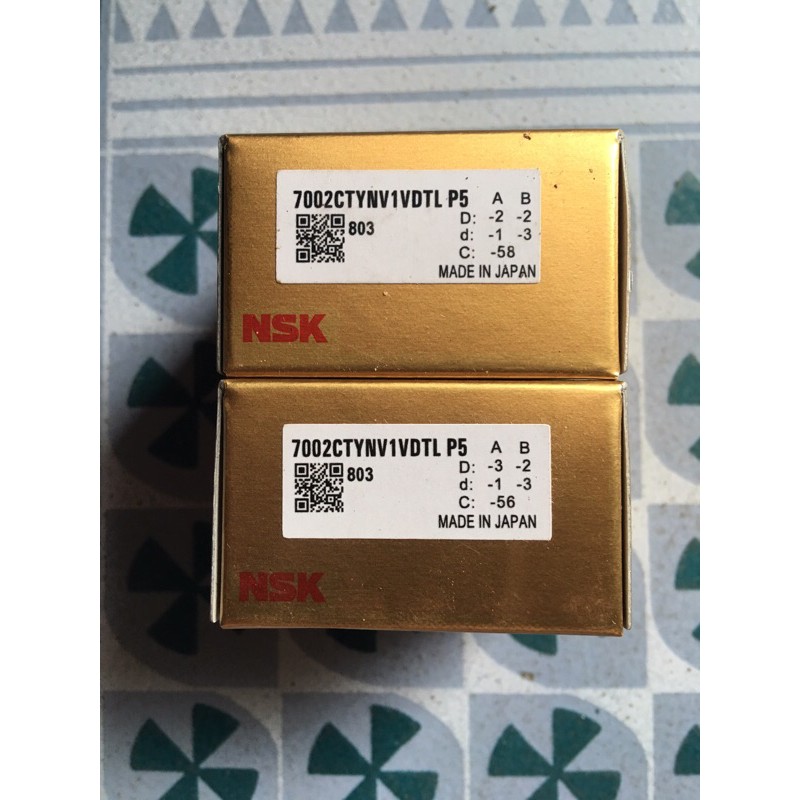 7002CTYNV1VDTL P5 A B
803 D: -2 -2
d: -1 -3
C: -58
MADE IN JAPAN
NSK
7002CTYNV1VDTL P5 A B
803 D: -3 -2
d: -1 -3
C: -56
MADE IN JAPAN
NSK